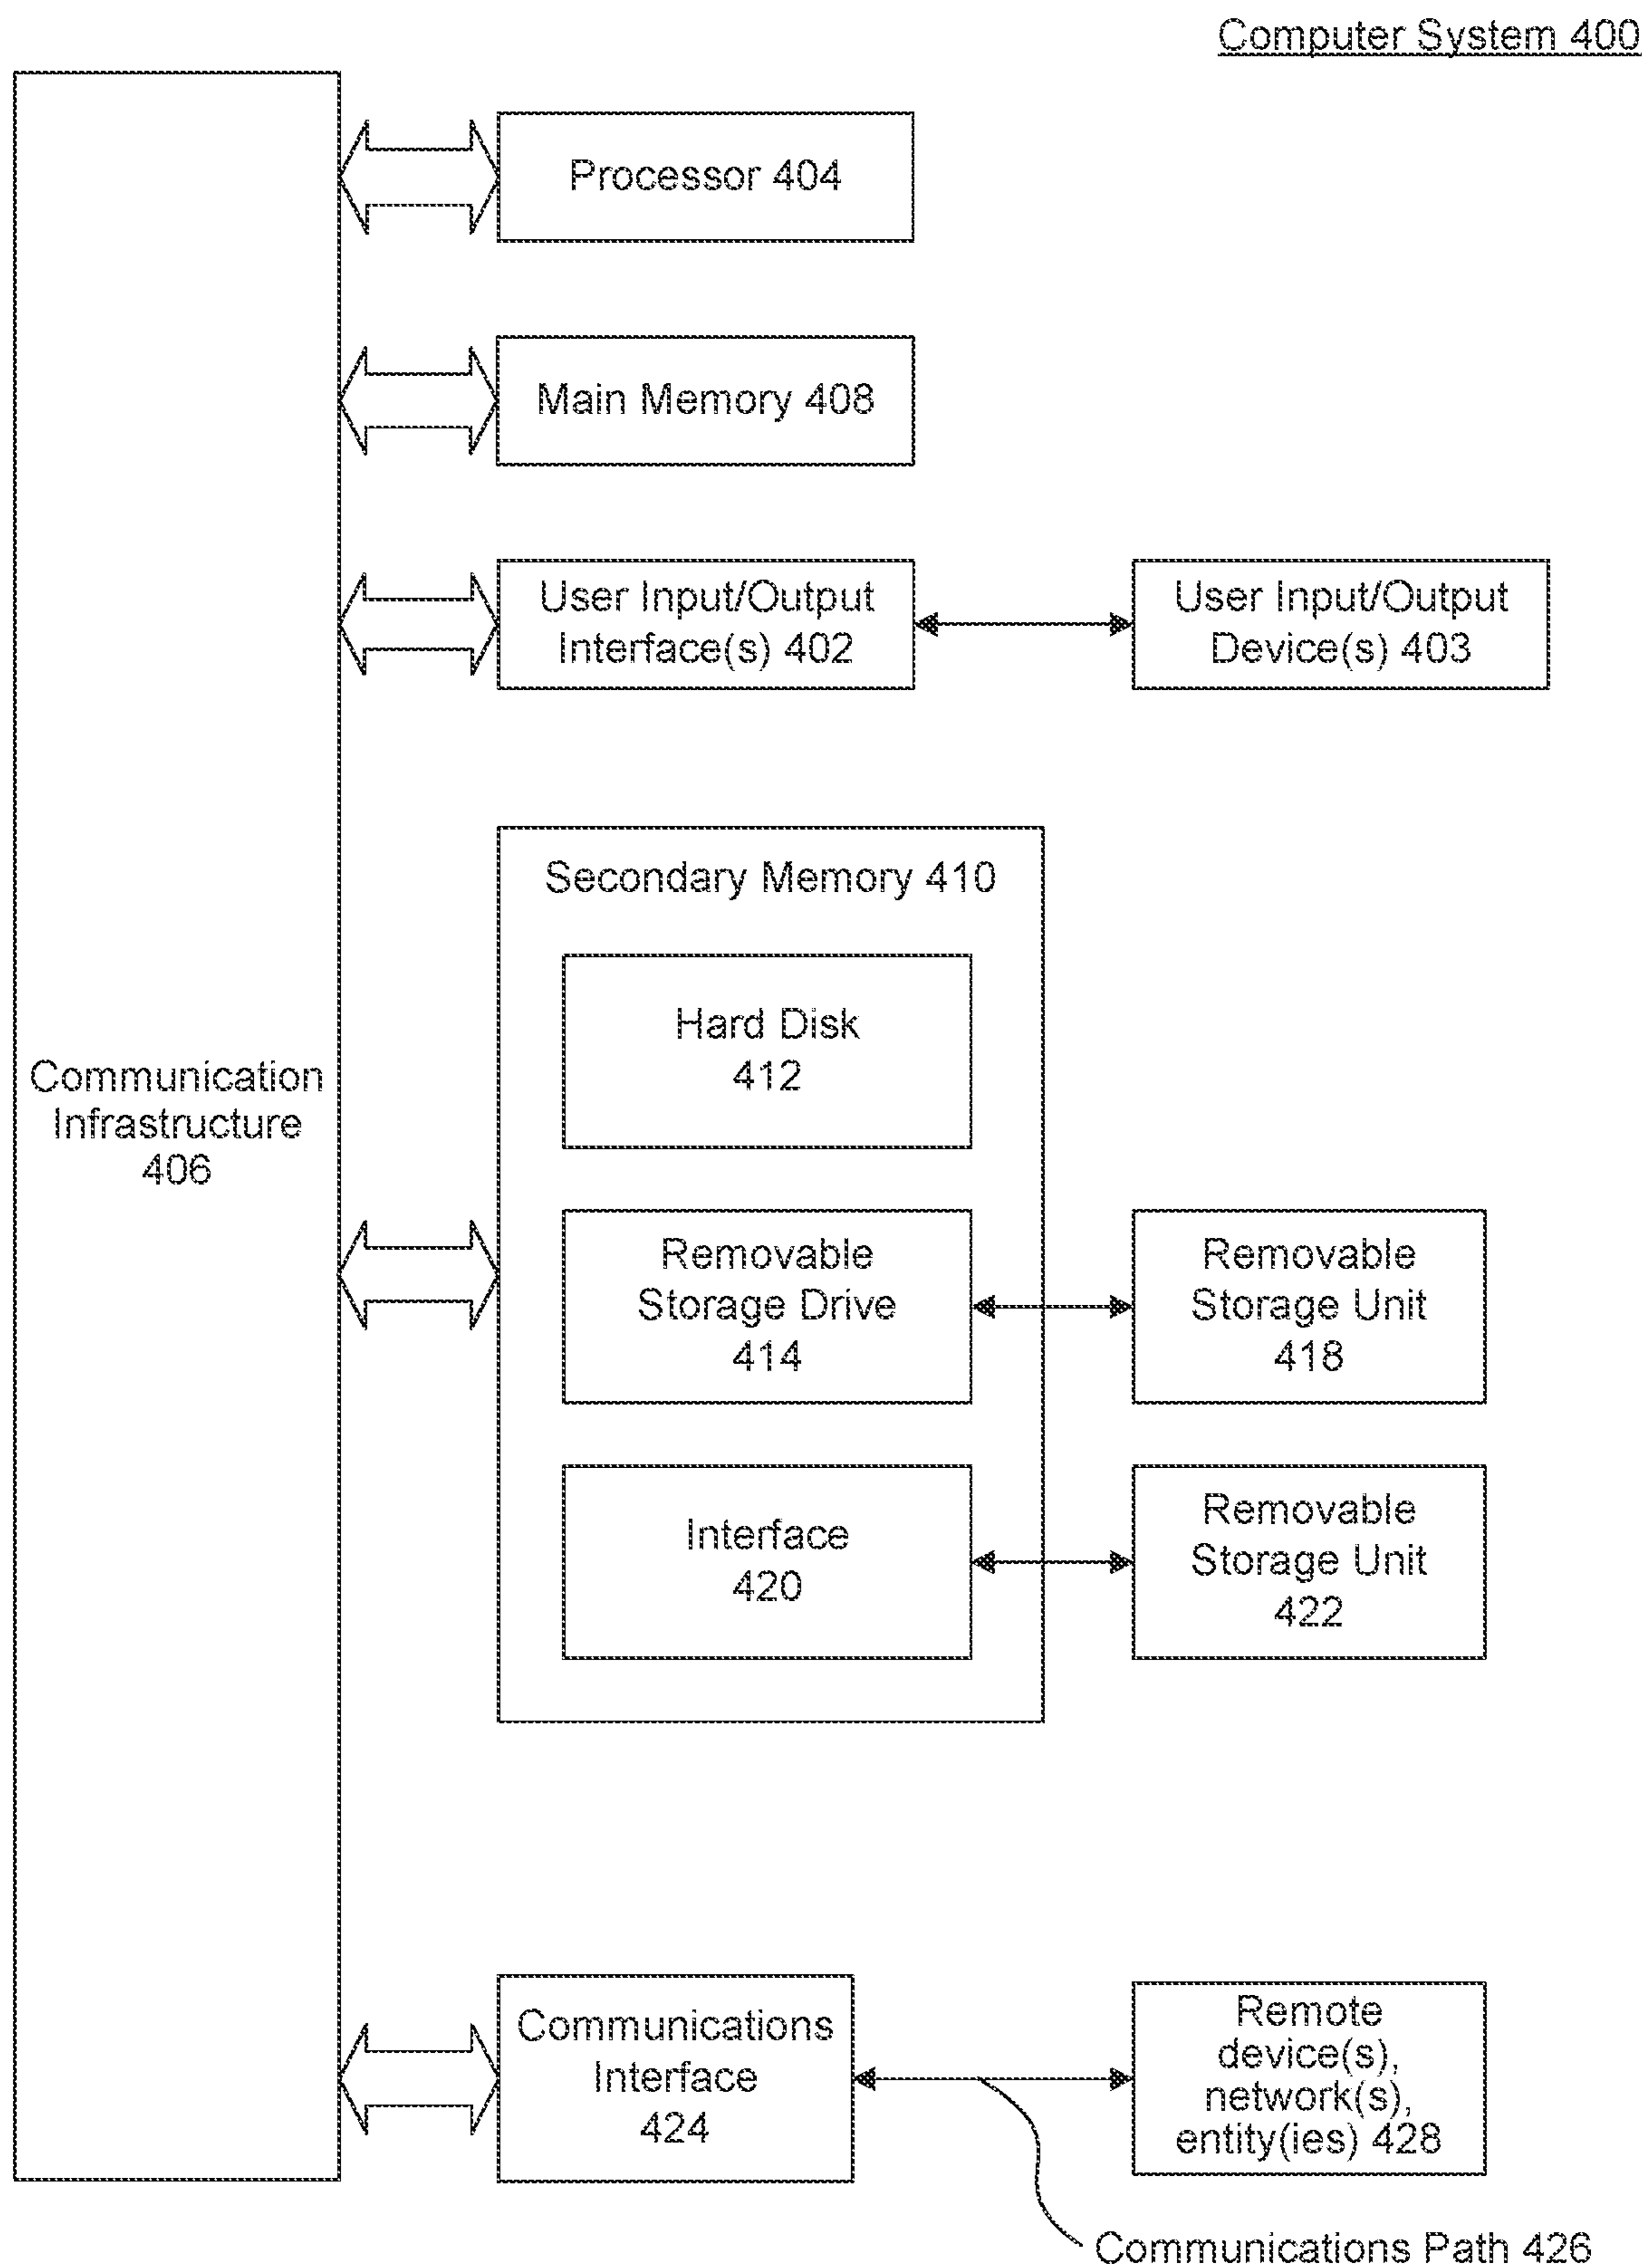 Computer System 400
Processor 404
Main Memory 408
User Input/Output
Interface(s) 402
User Input/Output
Device(s) 403
Secondary Memory 410
Hard Disk
412
Communication
Infrastructure
406
Removable
Storage Drive
414
Removable
Storage Unit
418
Interface
420
Removable
Storage Unit
422
Communications
Interface
424
Remote
device(s),
network(s),
entity(ies) 428
Communications Path 426